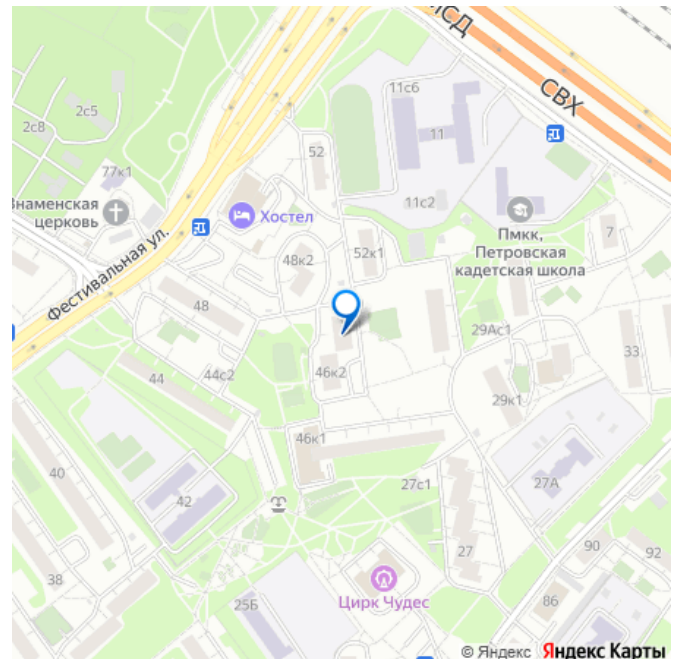 МСД
СВХ
11с6
2с5
2с8
11
52
77к1
11с2
Знаменская
церковь
Хостел
Пмкк,
Петровская
кадетская школа
7
52к1
48к2
Фестивальная ул.
48
29Ас1
33
46к2
44
44с2
29к1
46к1
40
27с1
27А
42
27
90
92
38
Цирк Чудес
86
25Б
© Яндекс Яндекс Карты